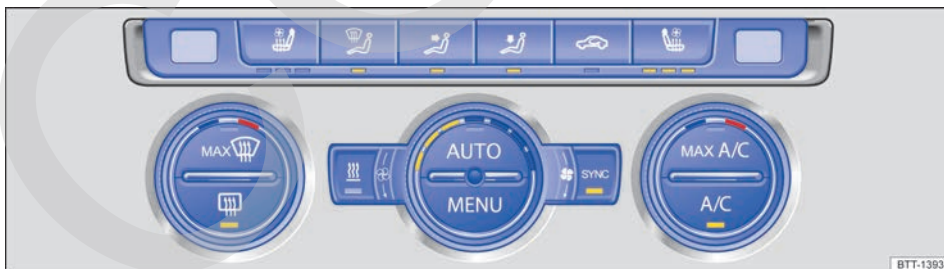 MAX
AUTO
SYNC
MENU
MAX A/C
A/C
BTT-1393